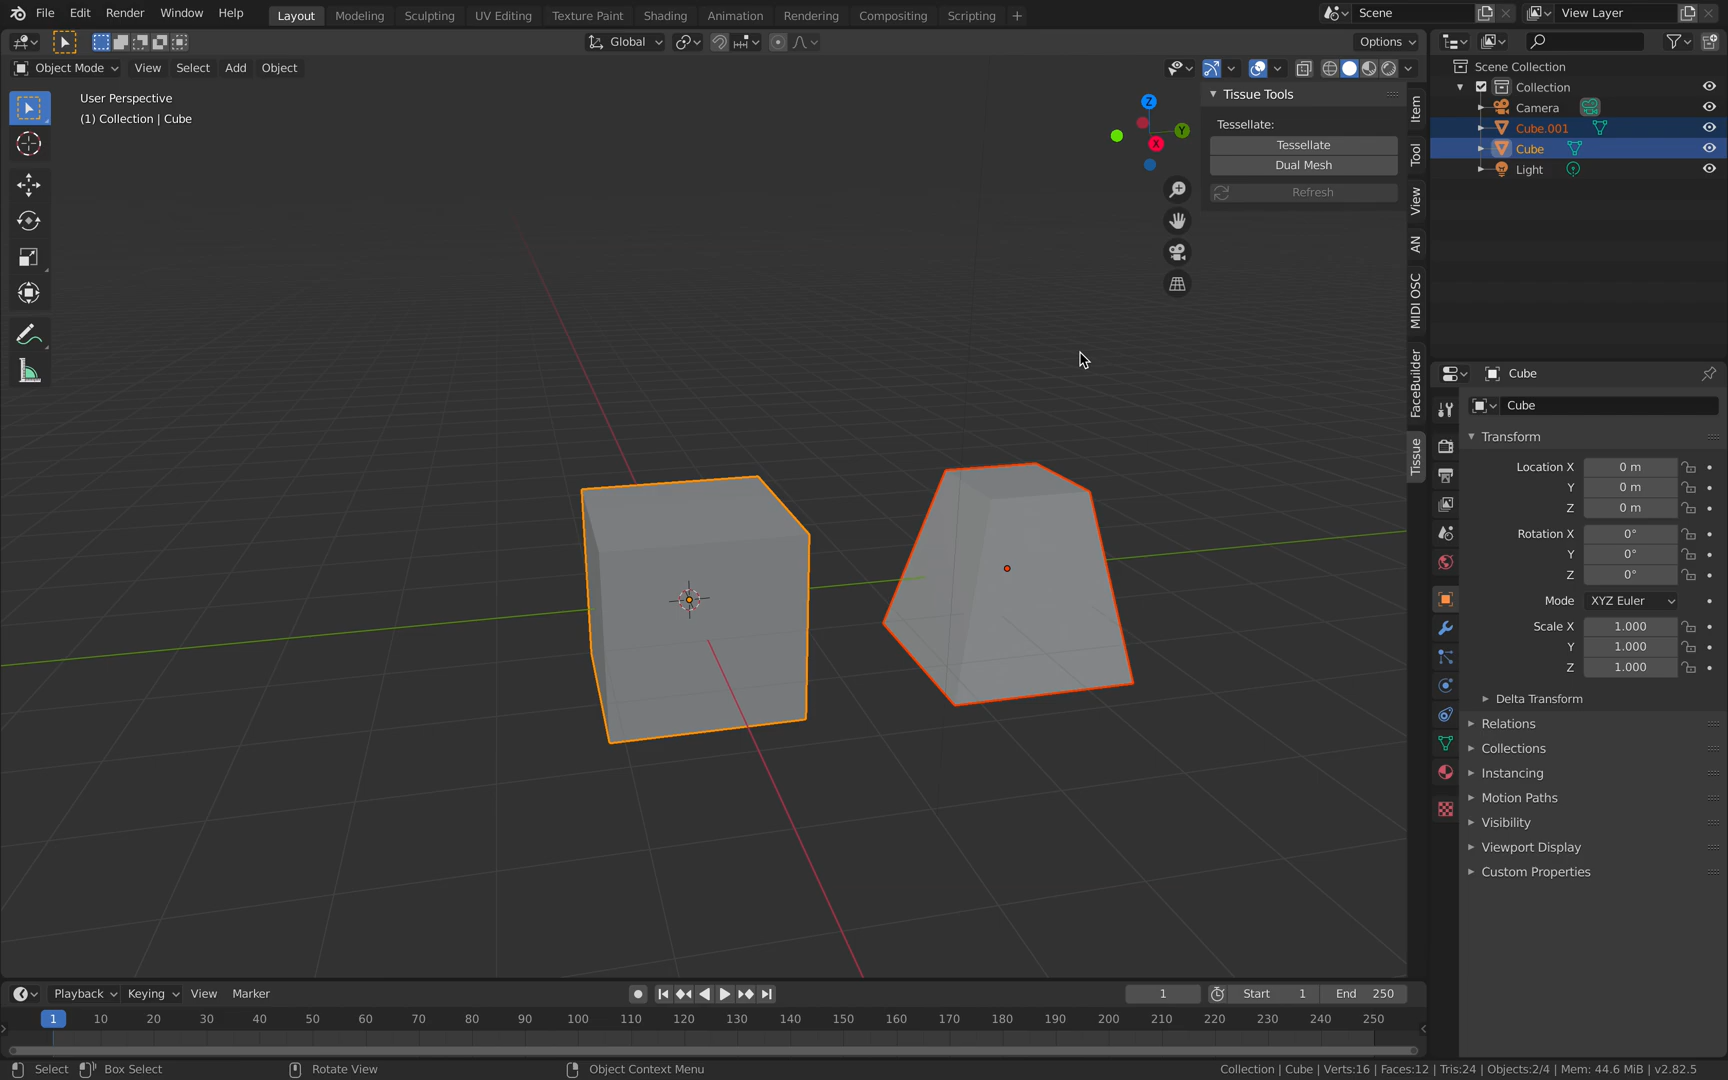 File Edit Render Window Help Layout Modeling Sculpting UV Editing Texture Paint Shading Animation Rendering Compositing Scripting + Scene View Layer
Global Options
Object Mode View Select Add Object
User Perspective
(1) Collection | Cube
Z
Y
X
Tissue Tools
Tessellate:
Tessellate
Dual Mesh
Refresh
Item
Tool
View
AN
MIDI OSC
FaceBuilder
Tissue
Scene Collection
Collection
Camera
Cube.001
Cube
Light
Cube
Cube
Transform
Location X 0 m
Y 0 m
Z 0 m
Rotation X 0°
Y 0°
Z 0°
Mode XYZ Euler
Scale X 1.000
Y 1.000
Z 1.000
Delta Transform
Relations
Collections
Instancing
Motion Paths
Visibility
Viewport Display
Custom Properties
Playback Keying View Marker 1 Start 1 End 250
1 10 20 30 40 50 60 70 80 90 100 110 120 130 140 150 160 170 180 190 200 210 220 230 240 250
Select Box Select Rotate View Object Context Menu Collection | Cube | Verts:16 | Faces:12 | Tris:24 | Objects:2/4 | Mem: 44.6 MiB | v2.82.5